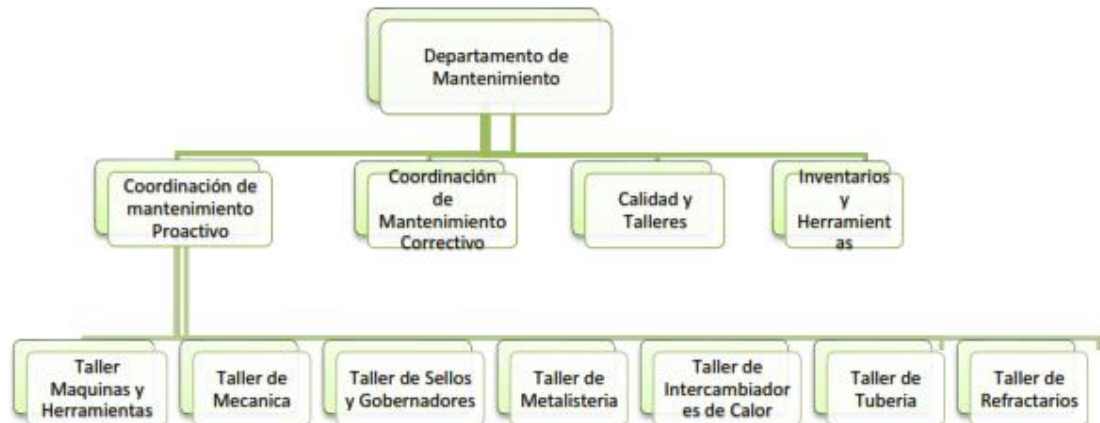 Departamento de
Mantenimiento
Coordinación de
mantenimiento
Proactivo
Coordinación
de
Mantenimiento
Correctivo
Calidad y
Talleres
Inventarios
y
Herramient
as
Taller
Maquinas y
Herramientas
Taller de
Mecanica
Taller de Sellos
y Gobernadores
Taller de
Metalisteria
Taller de
Intercambiador
es de Calor
Taller de
Tuberia
Taller de
Refractarios